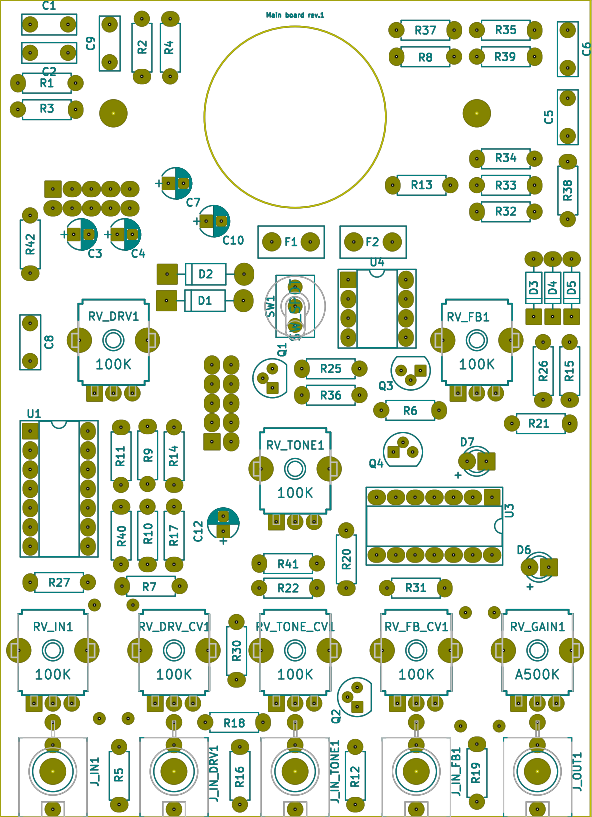 C1
Main board rev.1
C9
R2
R4
R37
R35
C6
C2
R8
R39
R1
R3
C5
R34
R13
R33
R38
C7
R32
R42
C10
C3
C4
F1
F2
U4
D2
D3
D4
D5
D1
SW1
RV_DRV1
RV_FB1
C8
100K
100K
Q1
R25
Q3
R26
R15
R36
R6
U1
R21
R11
R9
R14
RV_TONE1
D7
Q4
100K
U3
C12
R40
R10
R17
R20
D6
R41
R27
R7
R22
R31
RV_IN1
RV_DRV_CV1
R30
RV_TONE_CV1
RV_FB_CV1
RV_GAIN1
100K
100K
100K
100K
A500K
Q2
R18
J_IN1
J_IN_DRV1
J_IN_TONE1
J_IN_FB1
J_OUT1
R5
R16
R12
R19